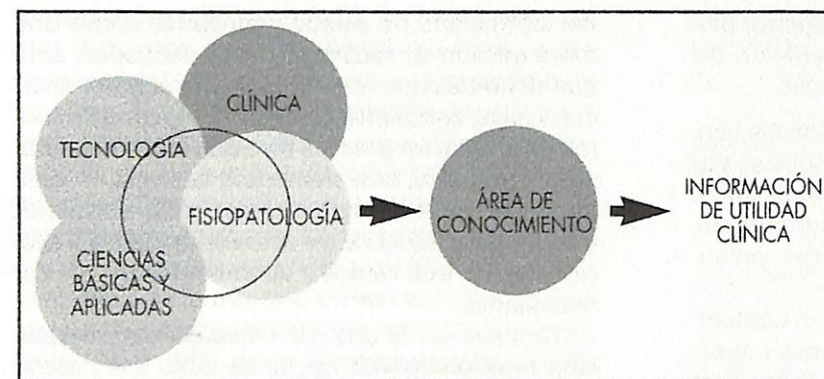 CLÍNICA
TECNOLOGÍA
FISIOPATOLOGÍA
CIENCIAS
BÁSICAS Y
APLICADAS
ÁREA DE
CONOCIMIENTO
INFORMACIÓN
DE UTILIDAD
CLÍNICA